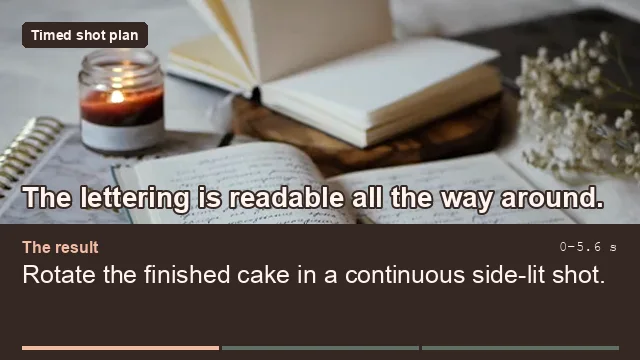 Timed shot plan
The lettering is readable all the way around.
The result
0–5.6 s
Rotate the finished cake in a continuous side-lit shot.